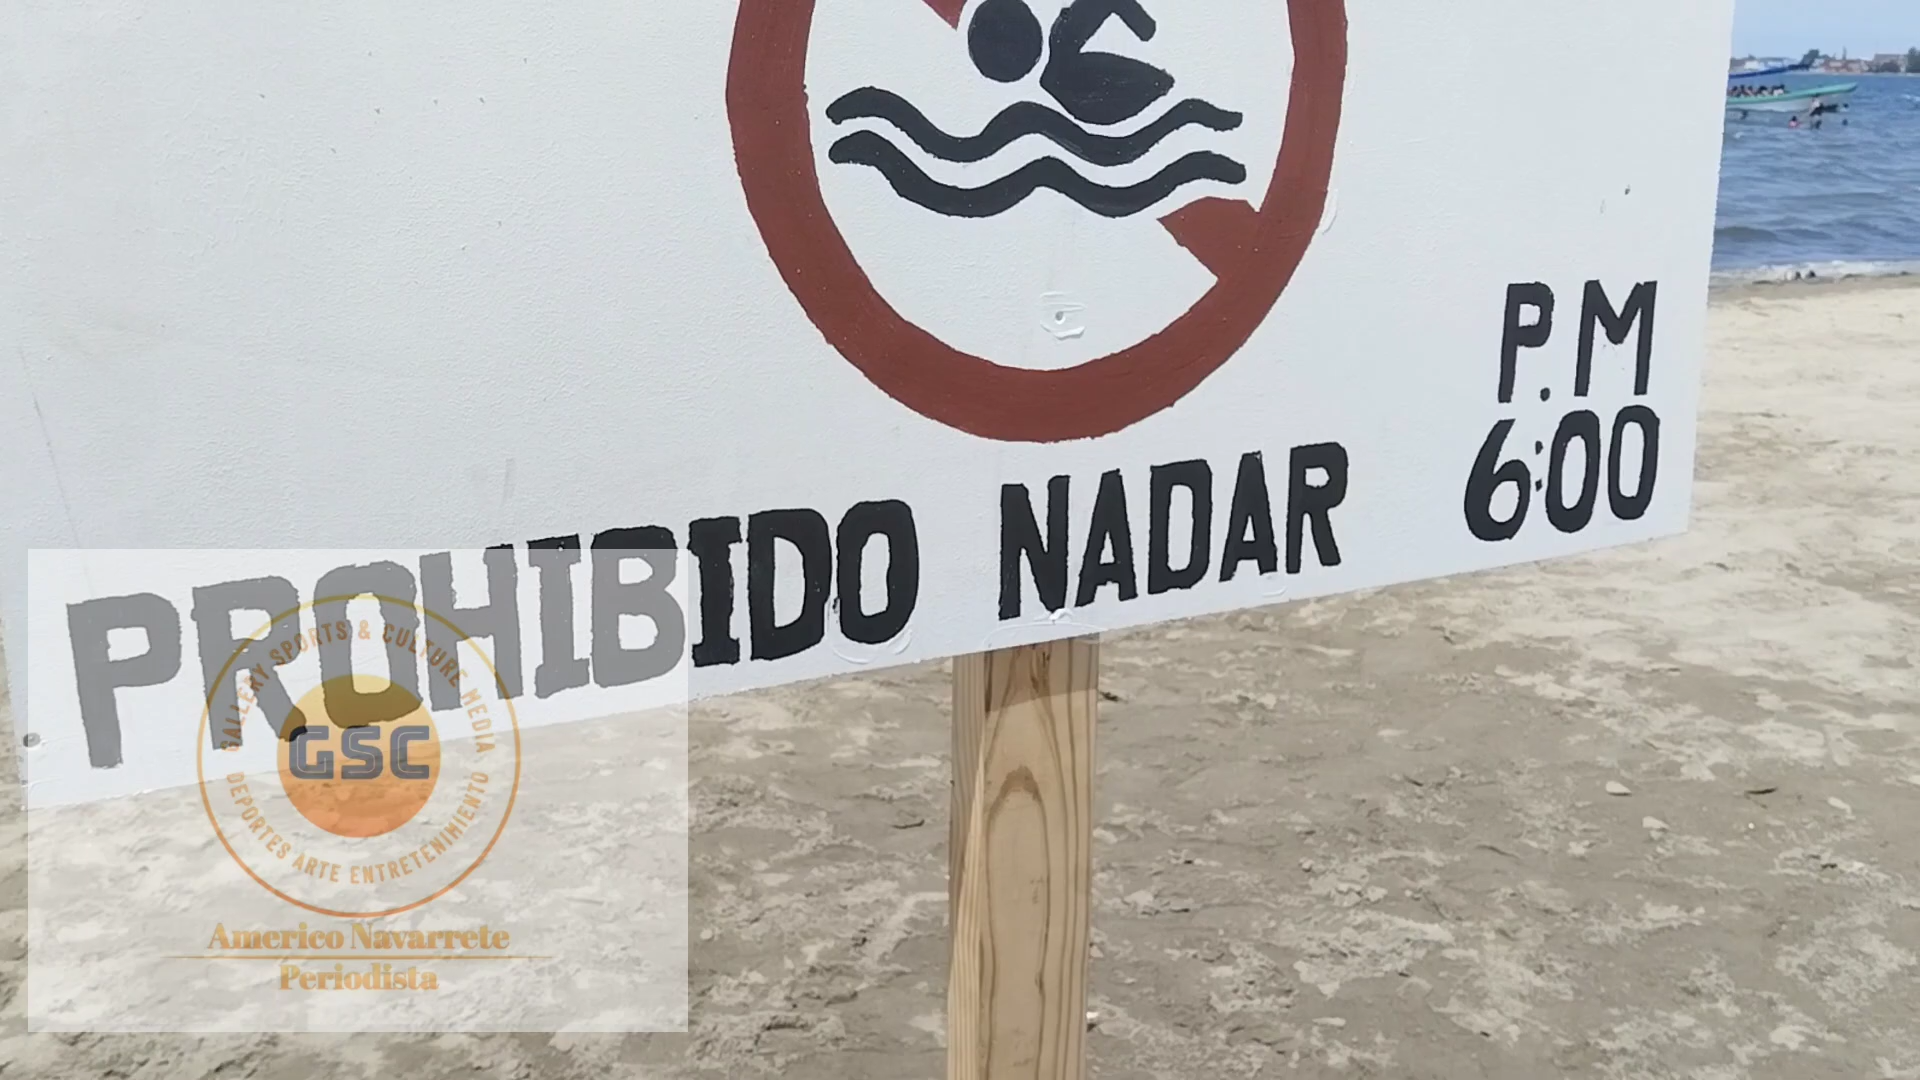 P.M
PROHIBIDO NADAR 6:00
GALLERY SPORTS & CULTURE MEDIA
GSC
DEPORTES ARTE ENTRETENIMIENTO
Americo Navarrete
Periodista